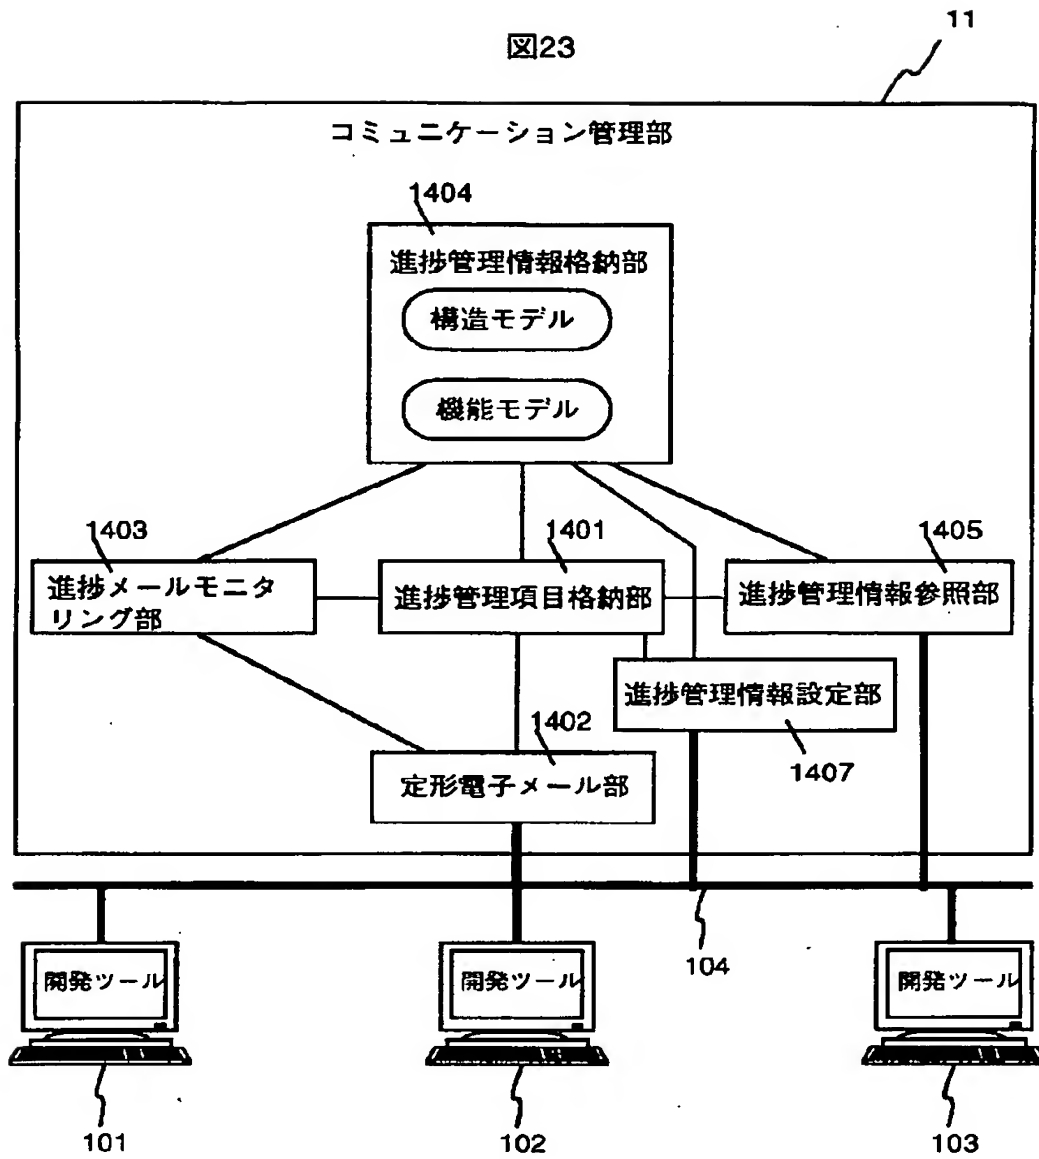 図23
11
コミュニケーション管理部
1404
進捗管理情報格納部
構造モデル
機能モデル
1403
進捗メールモニタ
リング部
1401
進捗管理項目格納部
1405
進捗管理情報参照部
進捗管理情報設定部
1407
1402
定形電子メール部
104
開発ツール
開発ツール
開発ツール
101
102
103